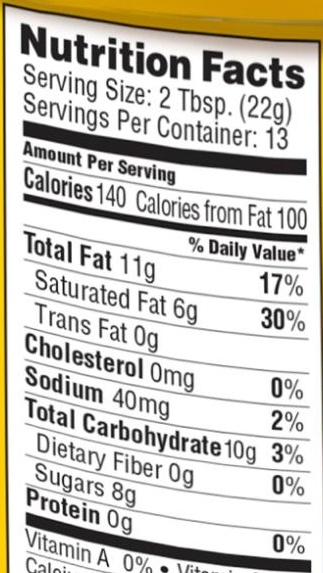 Nutrition Facts
Serving Size: 2 Tbsp. (22g)
Servings Per Container: 13
Amount Per Serving
Calories 140 Calories from Fat 100
% Daily Value*
Total Fat 11g 17%
Saturated Fat 6g 30%
Trans Fat 0g
Cholesterol 0mg 0%
Sodium 40mg 2%
Total Carbohydrate 10g 3%
Dietary Fiber 0g 0%
Sugars 8g
Protein 0g 0%
Vitamin A 0% •